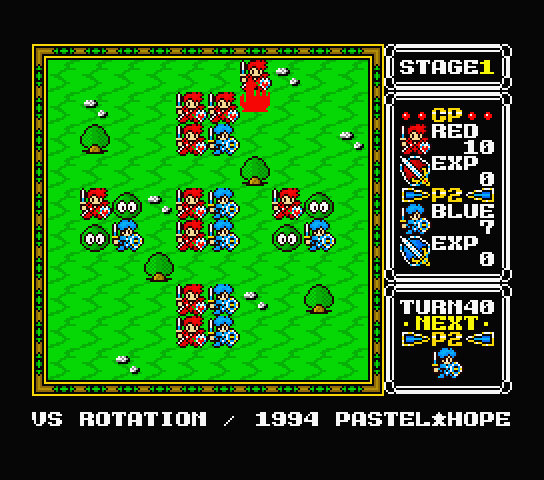 STAGE1
CP
RED
10
EXP
0
P2
BLUE
7
EXP
0
TURN40
·NEXT·
P2
VS ROTATION / 1994 PASTEL★HOPE